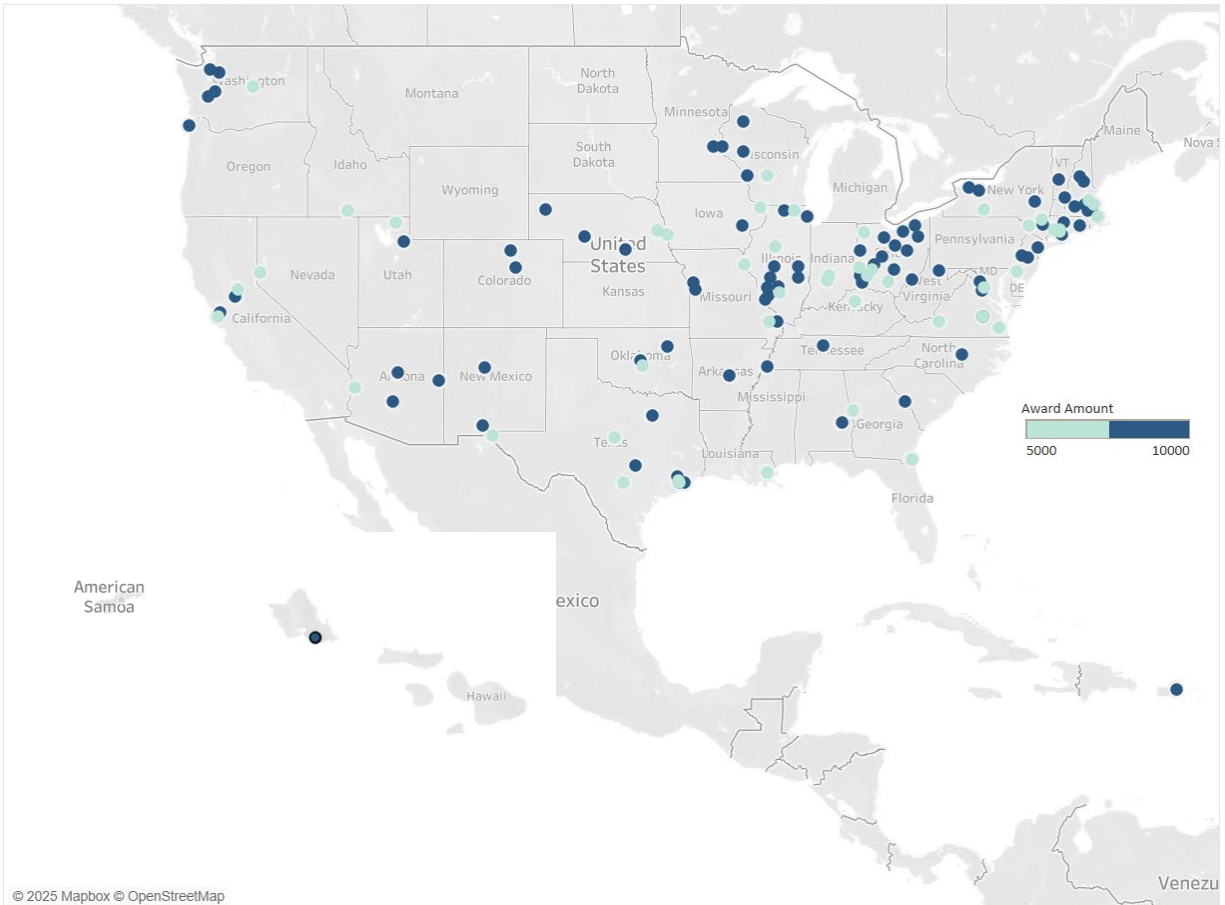 Washington
Montana
North
Dakota
Minnesota
Maine
Nova S
Oregon
Idaho
South
Dakota
Wisconsin
VT
Wyoming
Michigan
New York
Iowa
Pennsylvania
Nevada
Utah
Colorado
United
States
Illinois
Indiana
MD
DE
West
Virginia
Kansas
Missouri
Kentucky
California
Arizona
New Mexico
Oklahoma
Arkansas
Tennessee
North
Carolina
Mississippi
Georgia
Texas
Louisiana
Florida
Award Amount
5000
10000
American
Samoa
exico
Hawaii
Venezu
© 2025 Mapbox © OpenStreetMap